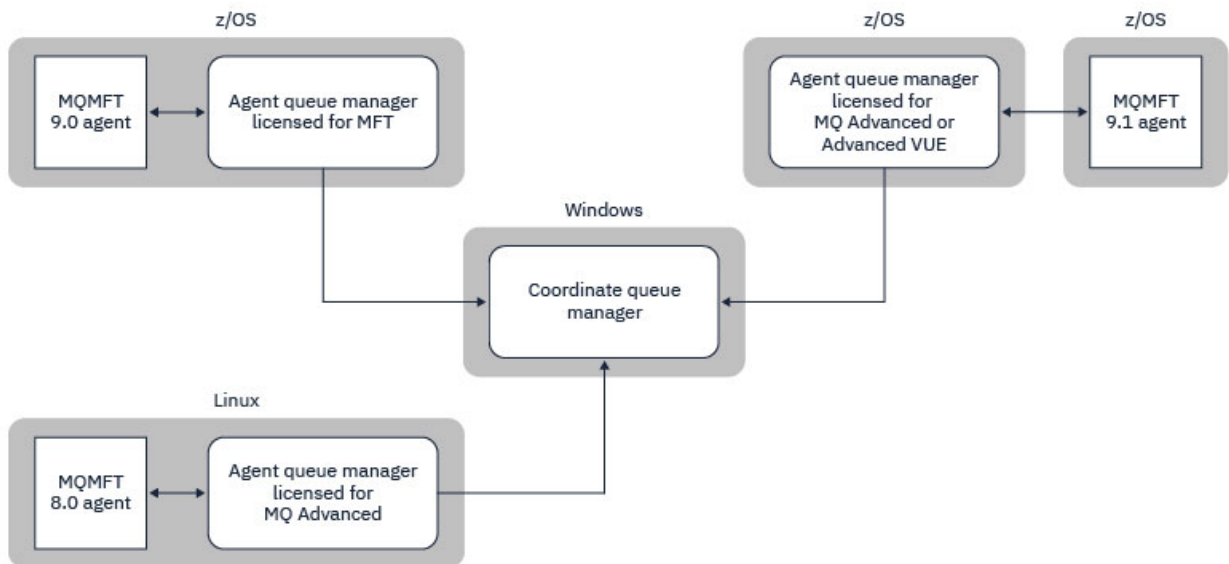 z/OS
MQMFT
9.0 agent
Agent queue manager
licensed for MFT
z/OS
Agent queue manager
licensed for
MQ Advanced or
Advanced VUE
z/OS
MQMFT
9.1 agent
Windows
Coordinate queue
manager
Linux
MQMFT
8.0 agent
Agent queue manager
licensed for
MQ Advanced